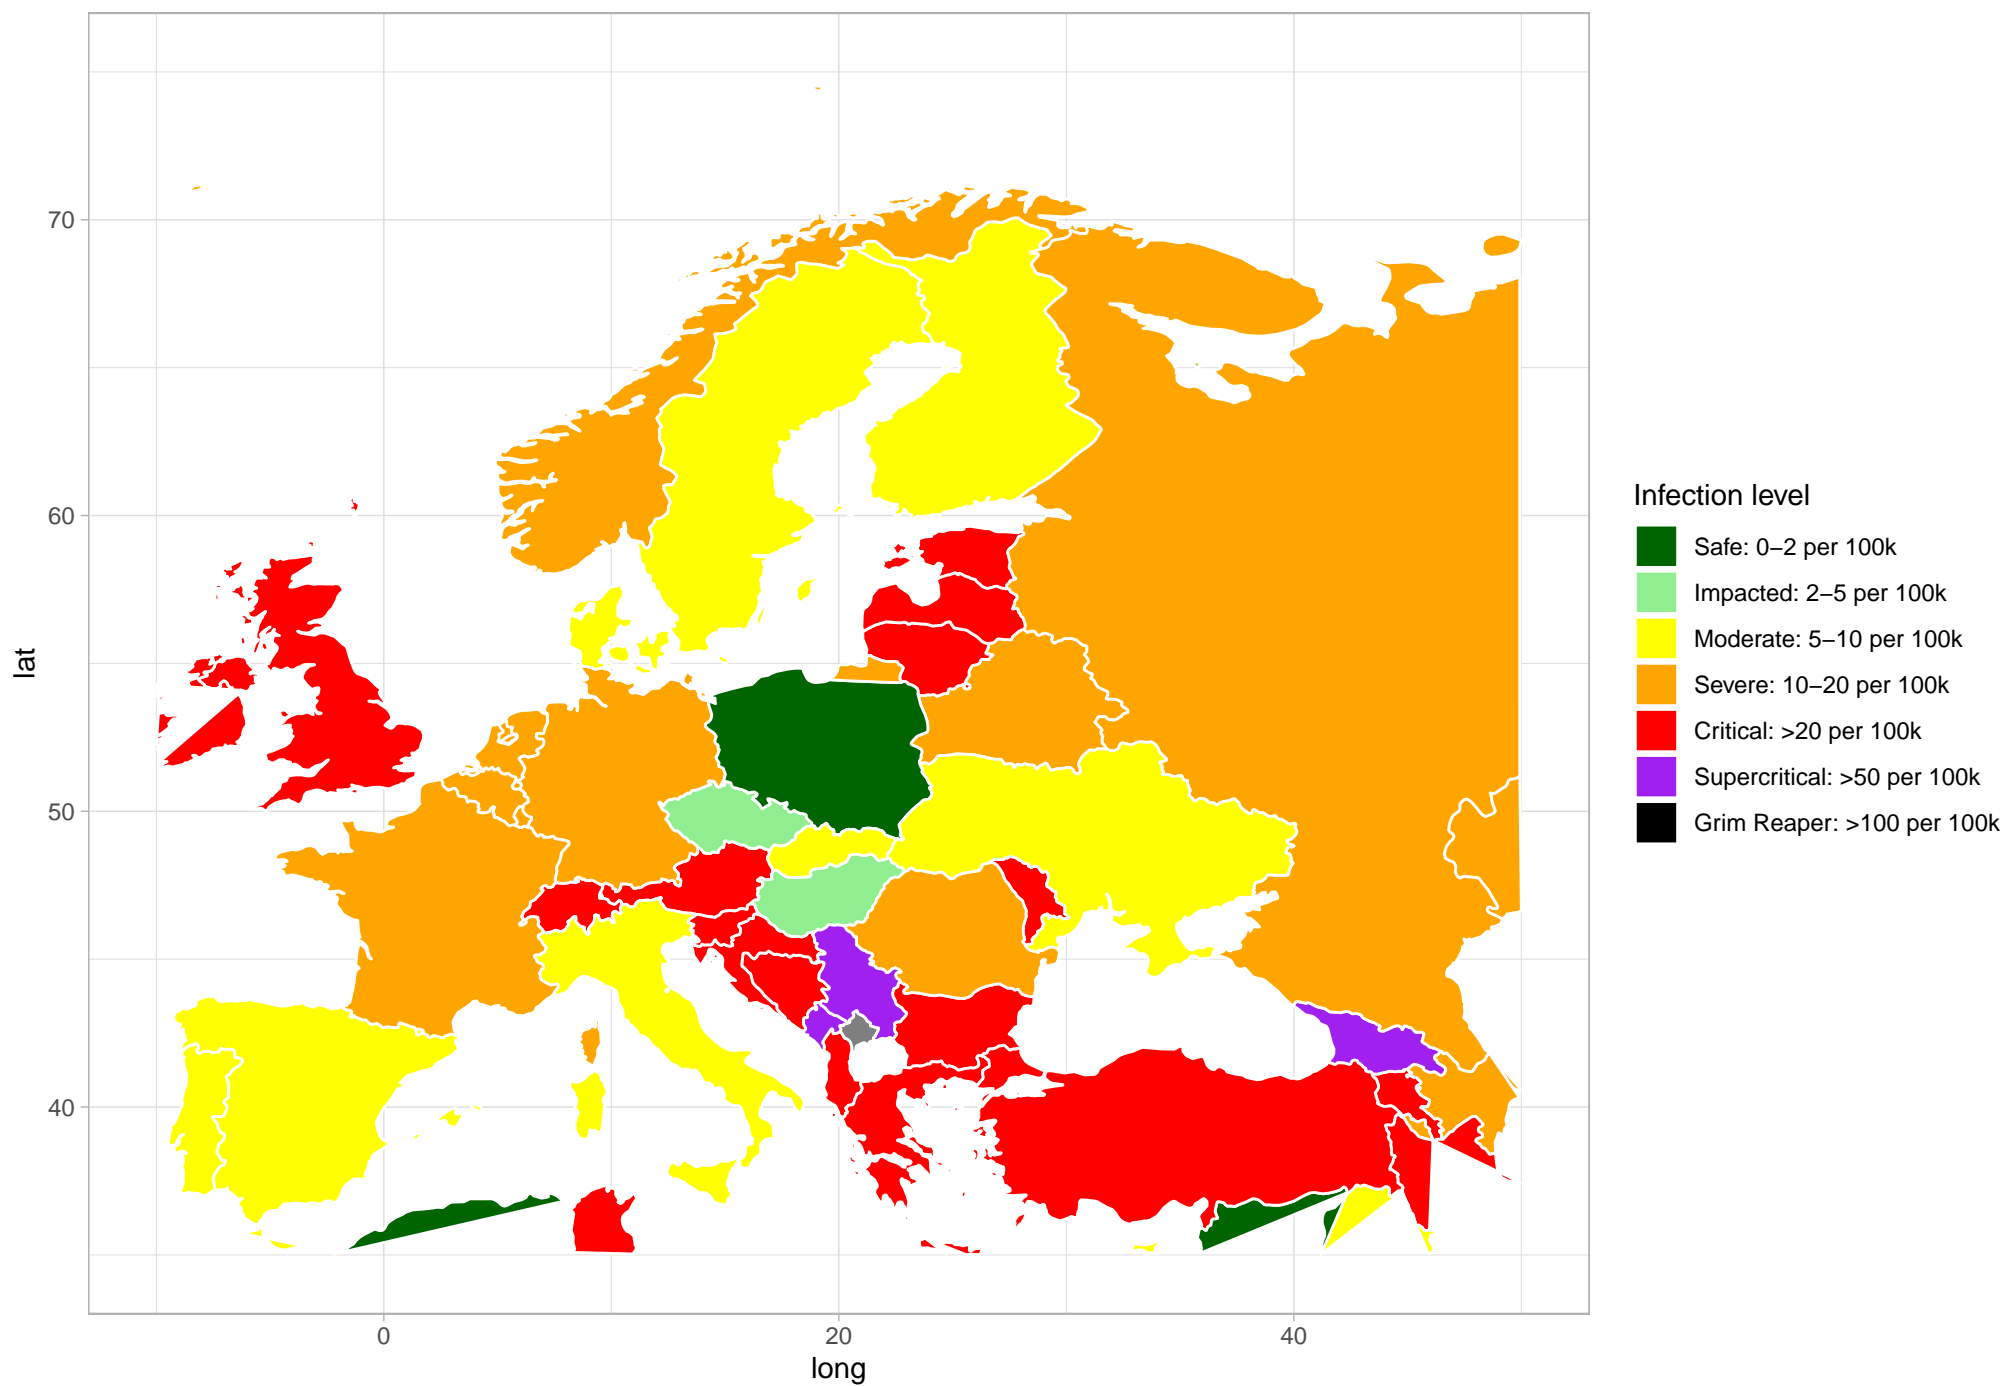 70
60
50
40
lat
0
20
40
long
Infection level
Safe: 0–2 per 100k
Impacted: 2–5 per 100k
Moderate: 5–10 per 100k
Severe: 10–20 per 100k
Critical: >20 per 100k
Supercritical: >50 per 100k
Grim Reaper: >100 per 100k